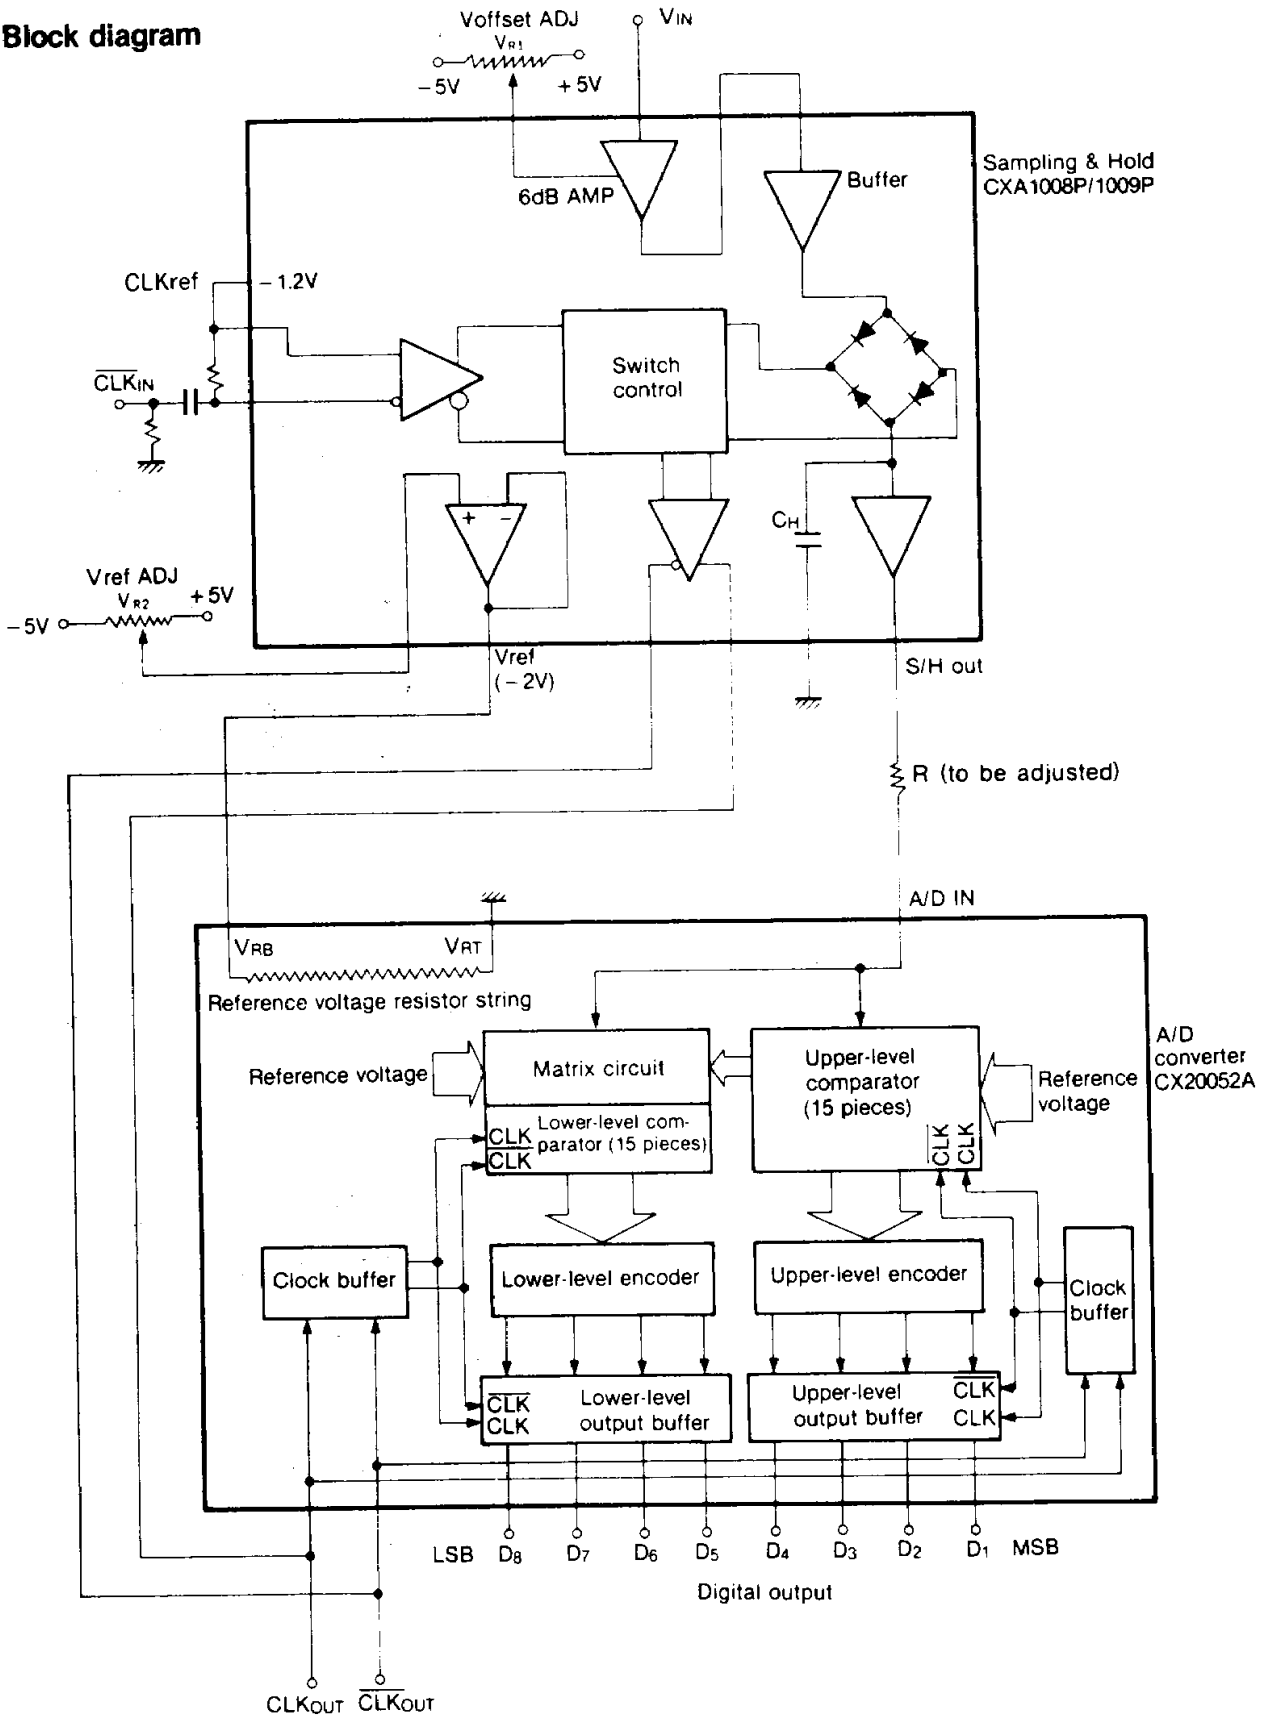 Block diagram
Voffset ADJ
VR1
−5V
+5V
VIN
Sampling & Hold
CXA1008P/1009P
6dB AMP
Buffer
CLKref
−1.2V
CLKIN
Switch
control
+ −
CH
Vref ADJ
VR2
−5V
+5V
Vref
(−2V)
S/H out
R (to be adjusted)
A/D IN
VRB
VRT
Reference voltage resistor string
A/D
converter
CX20052A
Reference voltage
Matrix circuit
Upper-level
comparator
(15 pieces)
Reference
voltage
Lower-level com-
parator (15 pieces)
CLK
CLK
CLK
CLK
Clock buffer
Lower-level encoder
Upper-level encoder
Clock
buffer
CLK
CLK
Lower-level
output buffer
Upper-level
output buffer
CLK
CLK
LSB D8 D7 D6 D5 D4 D3 D2 D1 MSB
Digital output
CLKOUT CLKOUT